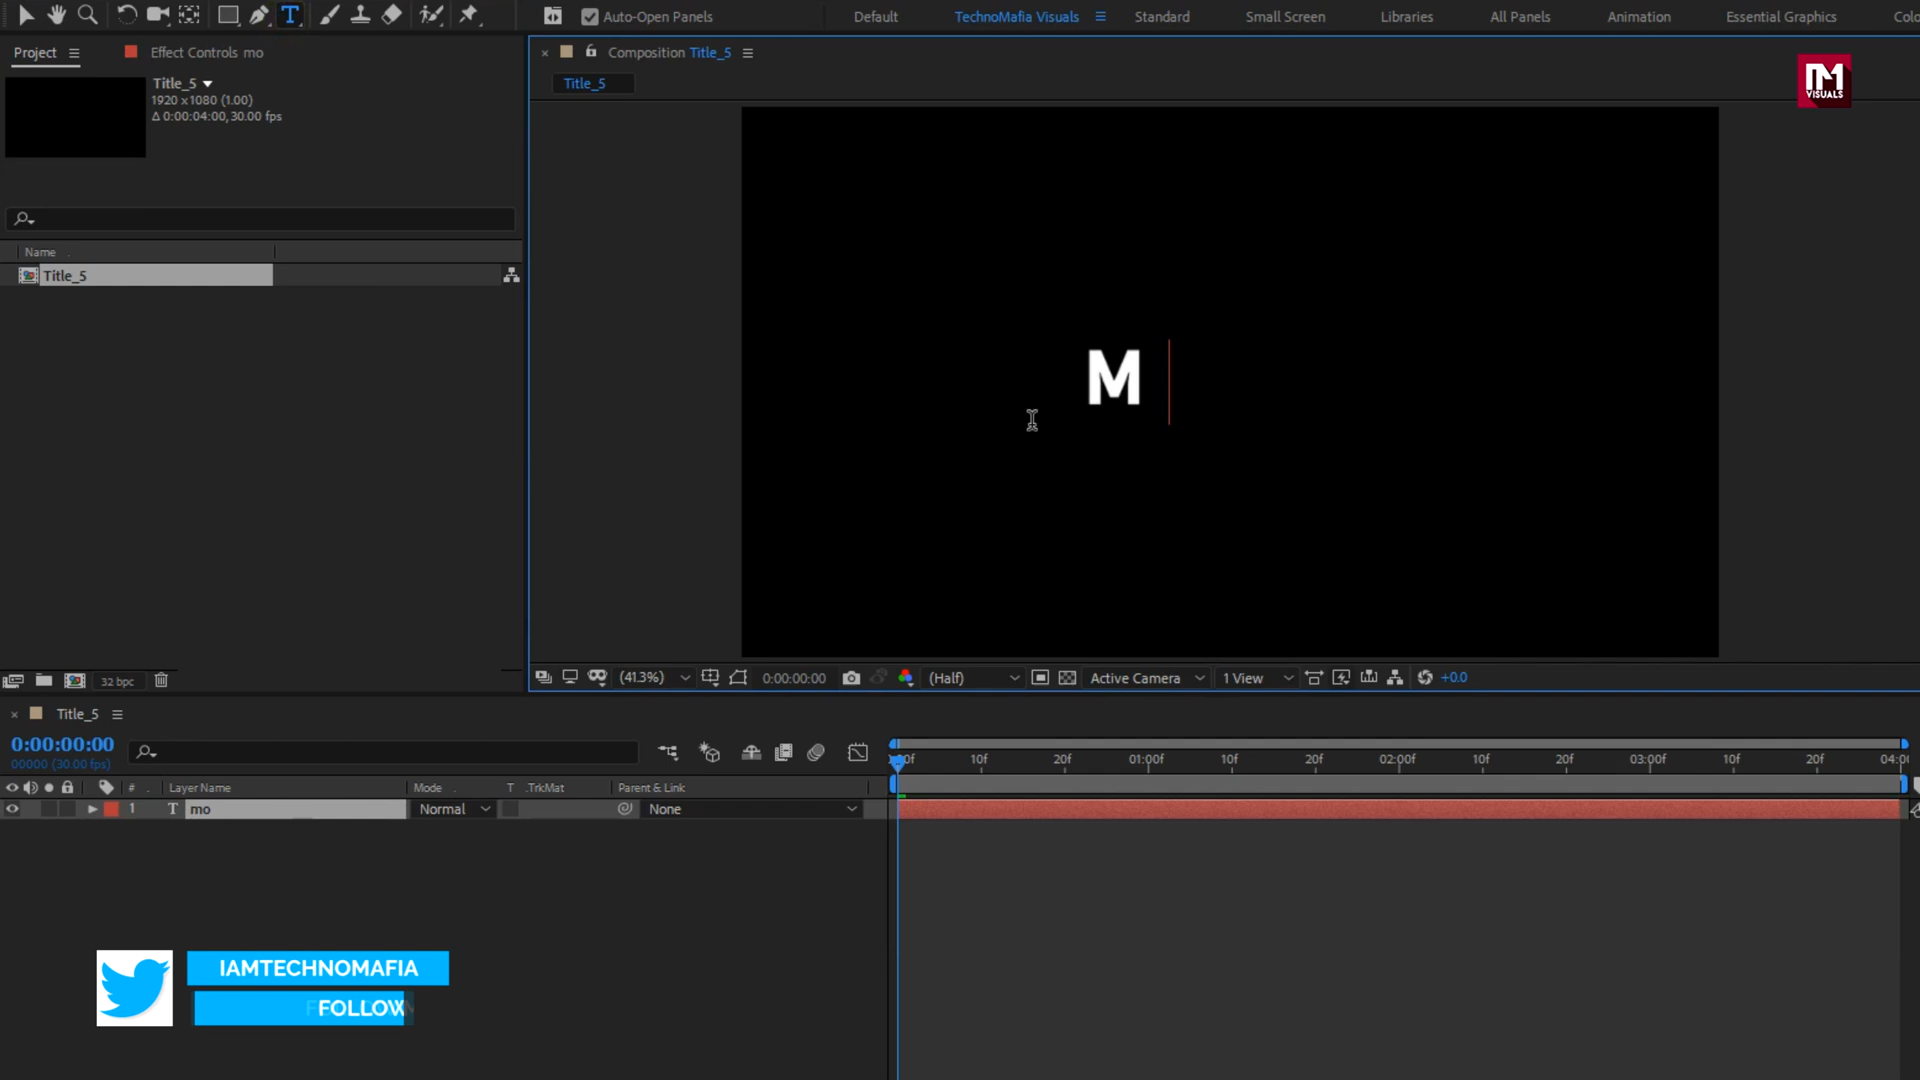 Auto-Open Panels
Default
TechnoMafia Visuals
Standard
Small Screen
Libraries
All Panels
Animation
Essential Graphics
Project
Effect Controls mo
Composition Title_5
Title_5
1920 x1080 (1.00)
Δ 0:00:04:00, 30.00 fps
Title_5
VISUALS
Name
Title_5
M
32 bpc
(41.3%)
0:00:00:00
(Half)
Active Camera
1 View
+0.0
Title_5
0:00:00:00
00000 (30.00 fps)
10f
20f
01:00f
10f
20f
02:00f
10f
20f
03:00f
10f
20f
# Layer Name
Mode
T .TrkMat
Parent & Link
1 T mo
Normal
None
IAMTECHNOMAFIA
FOLLOW